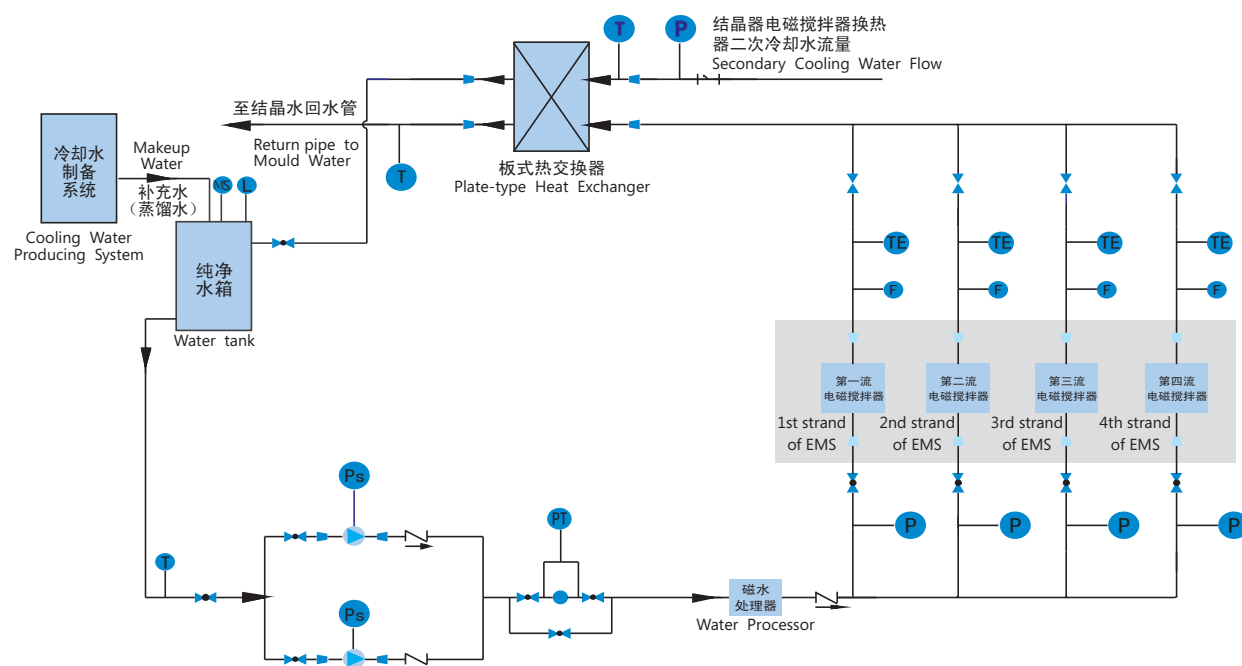 T
P
结晶器电磁搅拌器换热
器二次冷却水流量
Secondary Cooling Water Flow
至结晶水回水管
Return pipe to
Mould Water
T
板式热交换器
Plate-type Heat Exchanger
冷却水
制备
系统
Makeup
Water
补充水
（蒸馏水）
MS
L
Cooling Water
Producing System
纯净
水箱
Water tank
TE
TE
TE
TE
F
F
F
F
第一流
电磁搅拌器
第二流
电磁搅拌器
第三流
电磁搅拌器
第四流
电磁搅拌器
1st strand
of EMS
2nd strand
of EMS
3rd strand
of EMS
4th strand
of EMS
P
P
P
P
Ps
PT
T
Ps
磁水
处理器
Water Processor